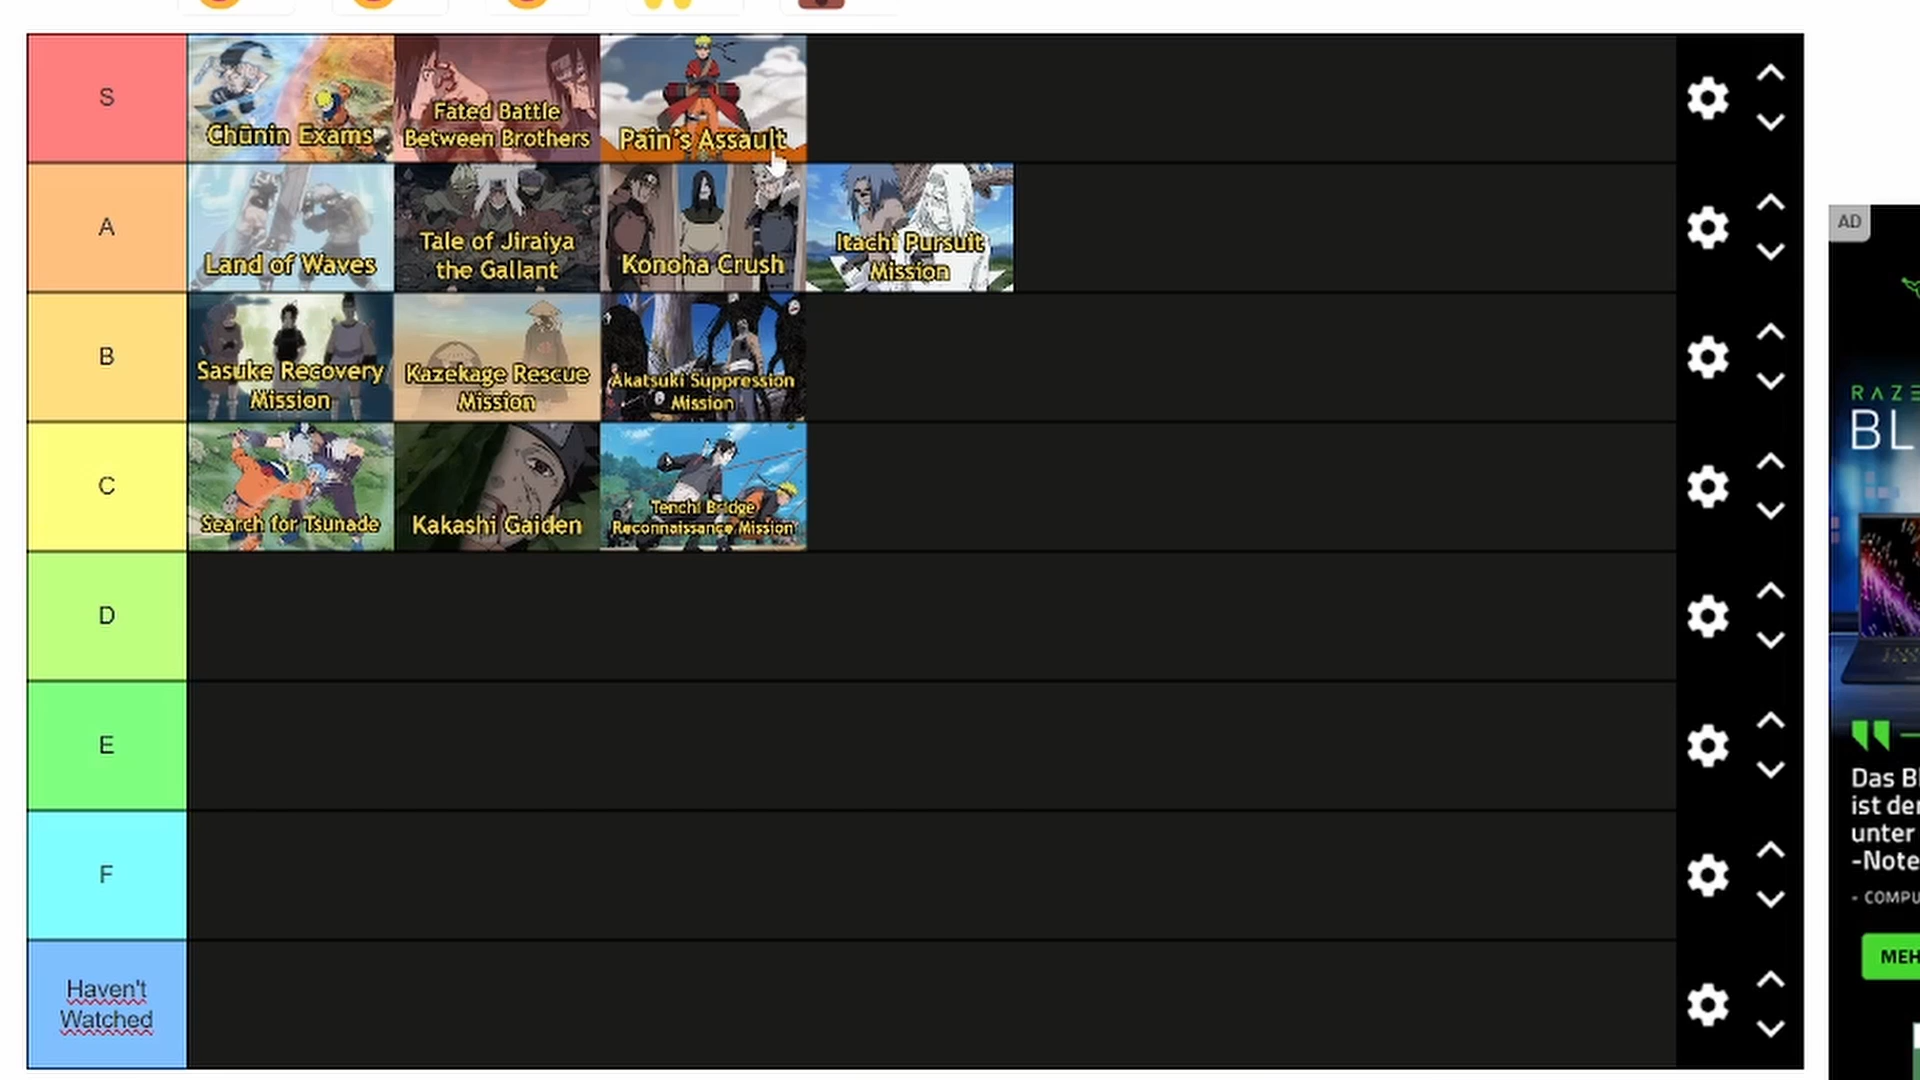 S
Chūnin Exams
Fated Battle
Between Brothers
Pain's Assault
A
Land of Waves
Tale of Jiraiya
the Gallant
Konoha Crush
Itachi Pursuit
Mission
B
Sasuke Recovery
Mission
Kazekage Rescue
Mission
Akatsuki Suppression
Mission
C
Search for Tsunade
Kakashi Gaiden
Tenchi Bridge
Reconnaissance Mission
D
E
F
Haven't
Watched
AD
RAZE
BL
Das Bl
ist der
unter
-Note
- COMPU
MEH